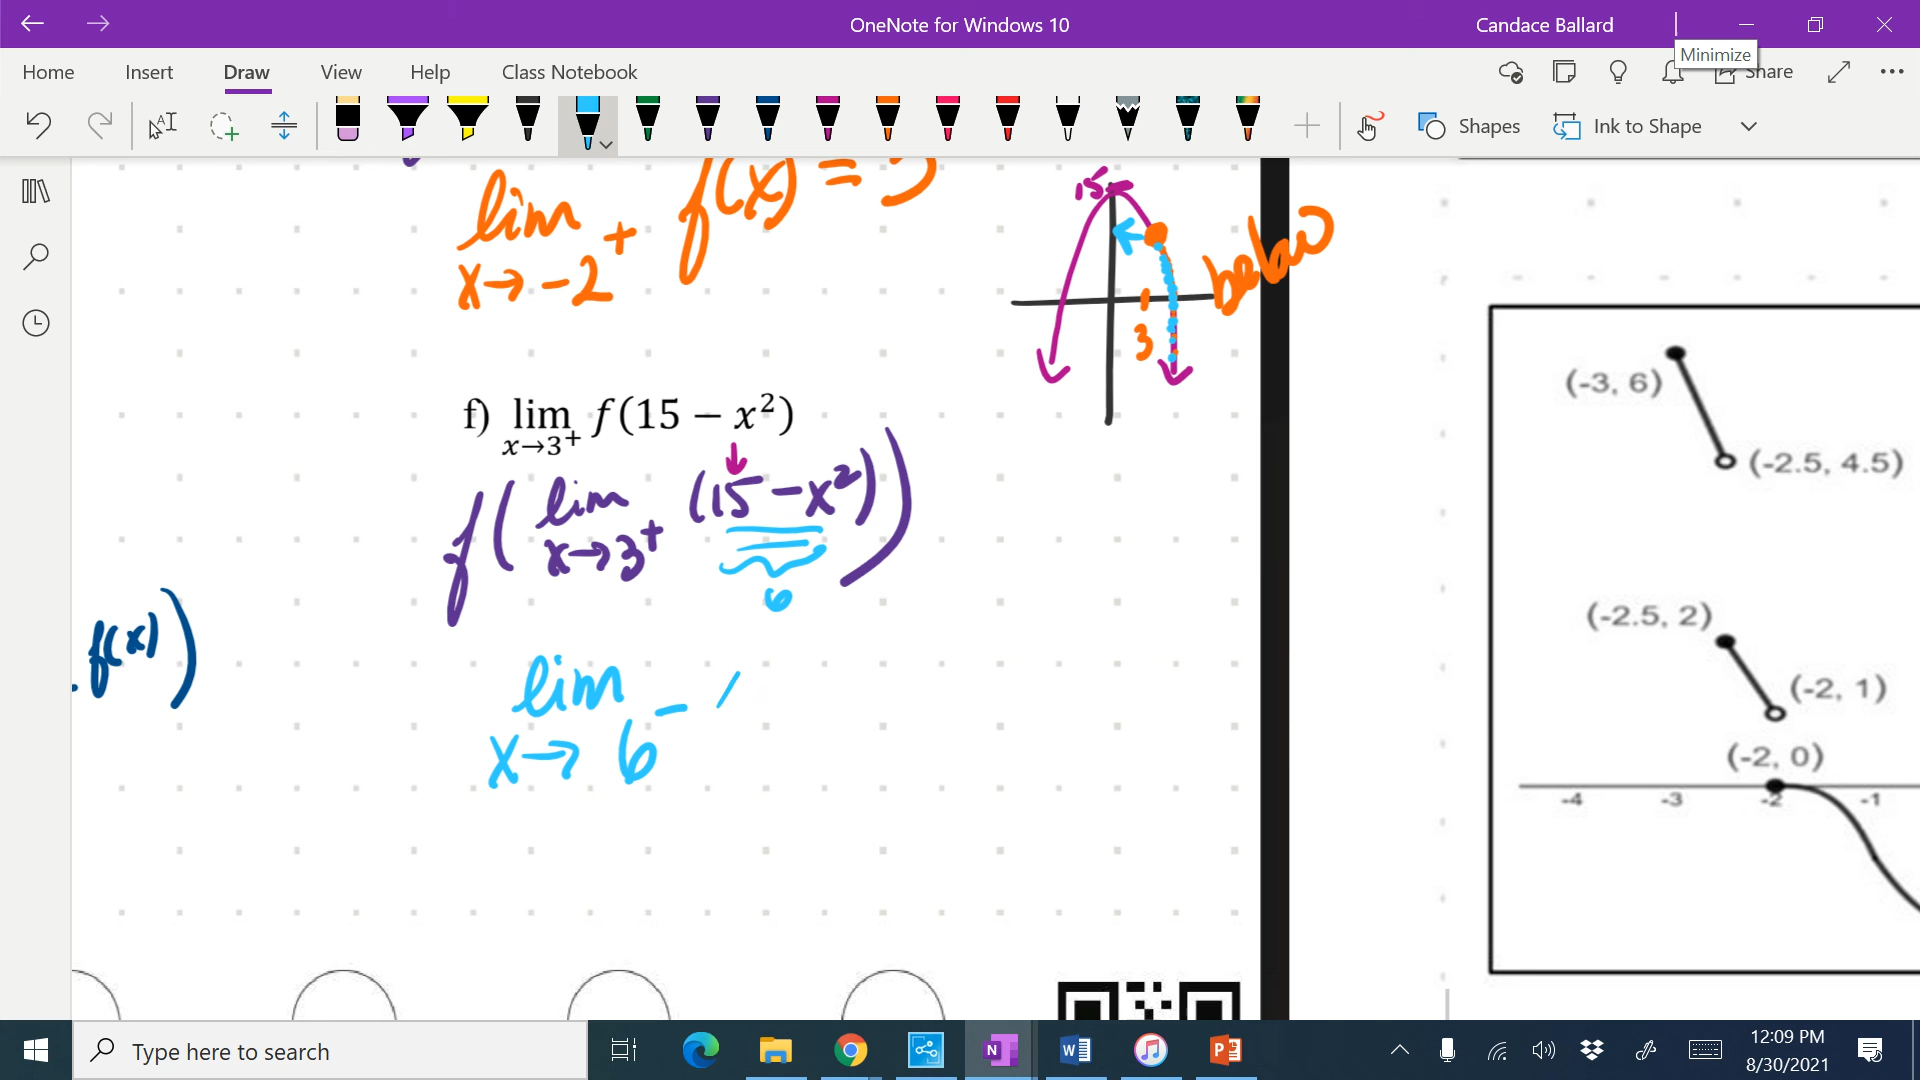 OneNote for Windows 10
Candace Ballard
Minimize
Home Insert Draw View Help Class Notebook
Share
Shapes
Ink to Shape
lim f(x) =
x→ -2⁺
15
below
3
f) lim f(15 − x²)
x→3⁺
f( lim (15 - x²))
x→3⁺
6
f(x))
lim
x→ 6⁻
(-3, 6)
(-2.5, 4.5)
(-2.5, 2)
(-2, 1)
(-2, 0)
-4 -3 -2 -1
Type here to search
12:09 PM
8/30/2021